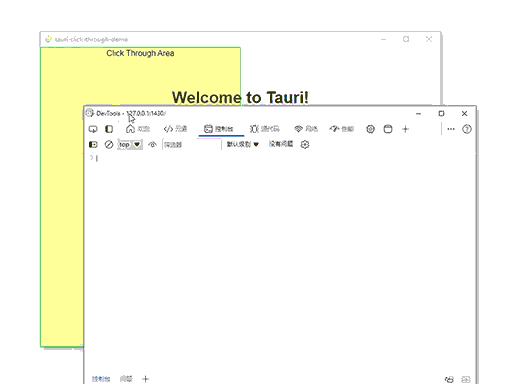 tauri-click-through-demo
Click Through Area
Welcome to Tauri!
DevTools - 127.0.0.1:1430/
欢迎 元素 控制台 源代码 网络 性能
top 筛选器 默认级别 没有问题
控制台 问题